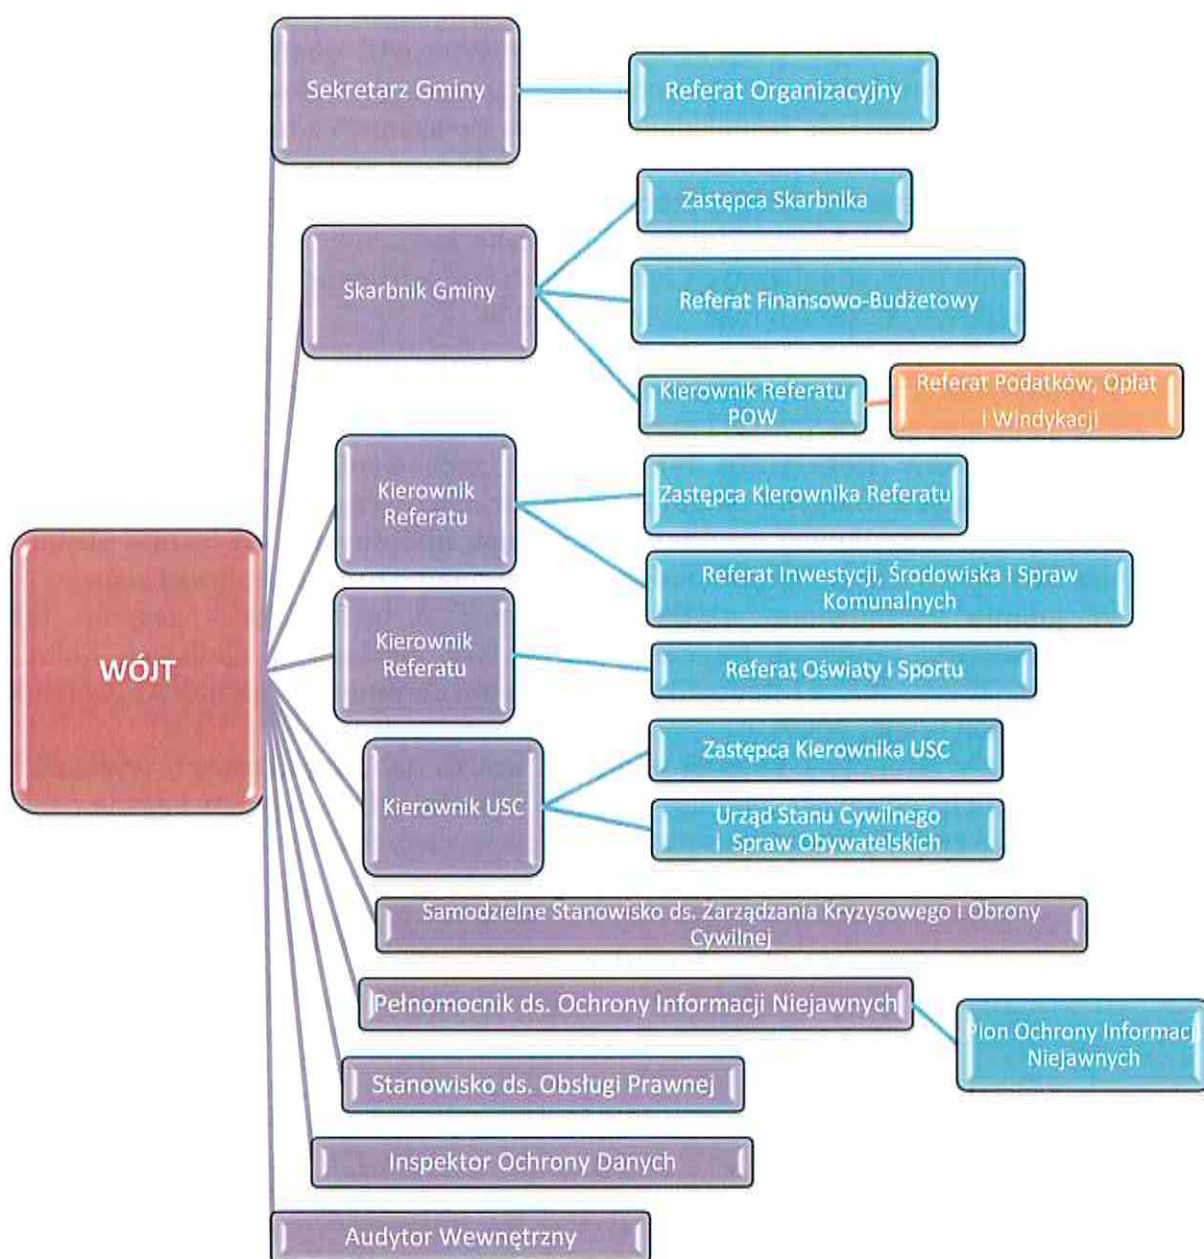 Sekretarz Gminy
Referat Organizacyjny
Zastępca Skarbnika
Skarbnik Gminy
Referat Finansowo-Budżetowy
Kierownik Referatu
POW
Referat Podatków, Opłat
i Windykacji
Kierownik
Referatu
Zastępca Kierownika Referatu
Referat Inwestycji, Środowiska i Spraw
Komunalnych
WÓJT
Kierownik
Referatu
Referat Oświaty i Sportu
Kierownik USC
Zastępca Kierownika USC
Urząd Stanu Cywilnego
i Spraw Obywatelskich
Samodzielne Stanowisko ds. Zarządzania Kryzysowego i Obrony
Cywilnej
Pełnomocnik ds. Ochrony Informacji Niejawnych
Pion Ochrony Informacji
Niejawnych
Stanowisko ds. Obsługi Prawnej
Inspektor Ochrony Danych
Audytor Wewnętrzny